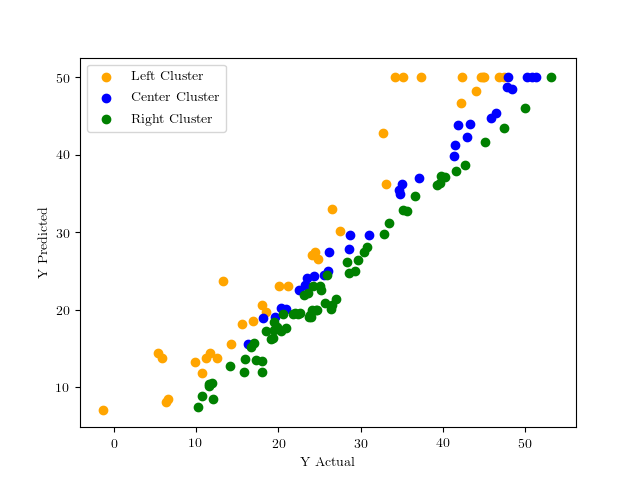 Left Cluster
Center Cluster
Right Cluster
50
40
30
20
10
Y Predicted
0 10 20 30 40 50
Y Actual